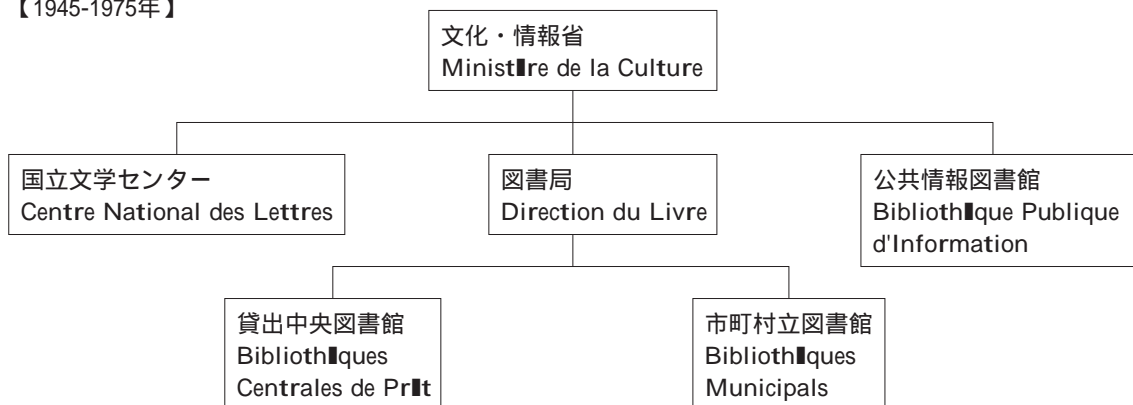 【1945-1975年】
文化・情報省
Minist▮re de la Culture
国立文学センター
Centre National des Lettres
図書局
Direction du Livre
公共情報図書館
Biblioth▮que Publique
d'Information
貸出中央図書館
Biblioth▮ques
Centrales de Pr▮t
市町村立図書館
Biblioth▮ques
Municipals